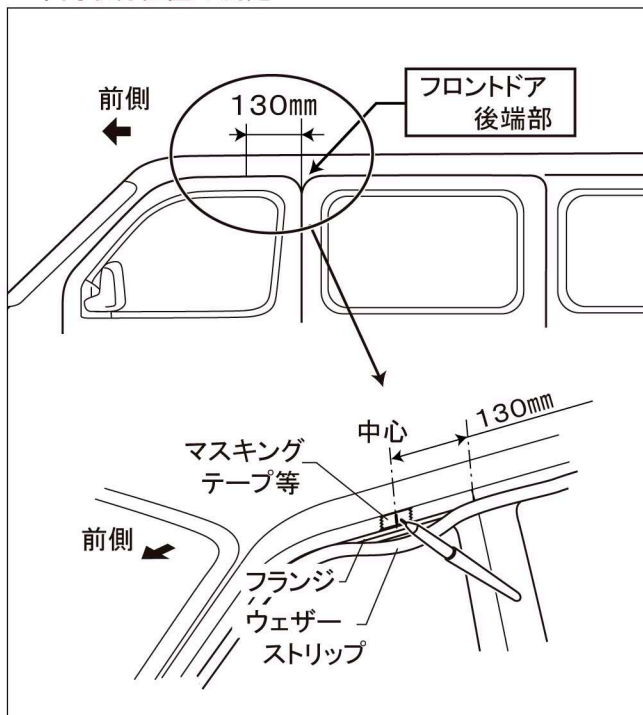 前側
130mm
フロントドア
後端部
130mm
中心
マスキング
テープ等
前側
フランジ
ウェザー
ストリップ